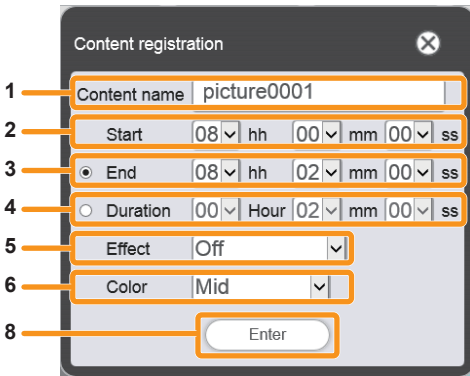 Content registration
1 Content name picture0001
2 Start 08 hh 00 mm 00 ss
3 End 08 hh 02 mm 00 ss
4 Duration 00 Hour 02 mm 00 ss
5 Effect Off
6 Color Mid
8 Enter